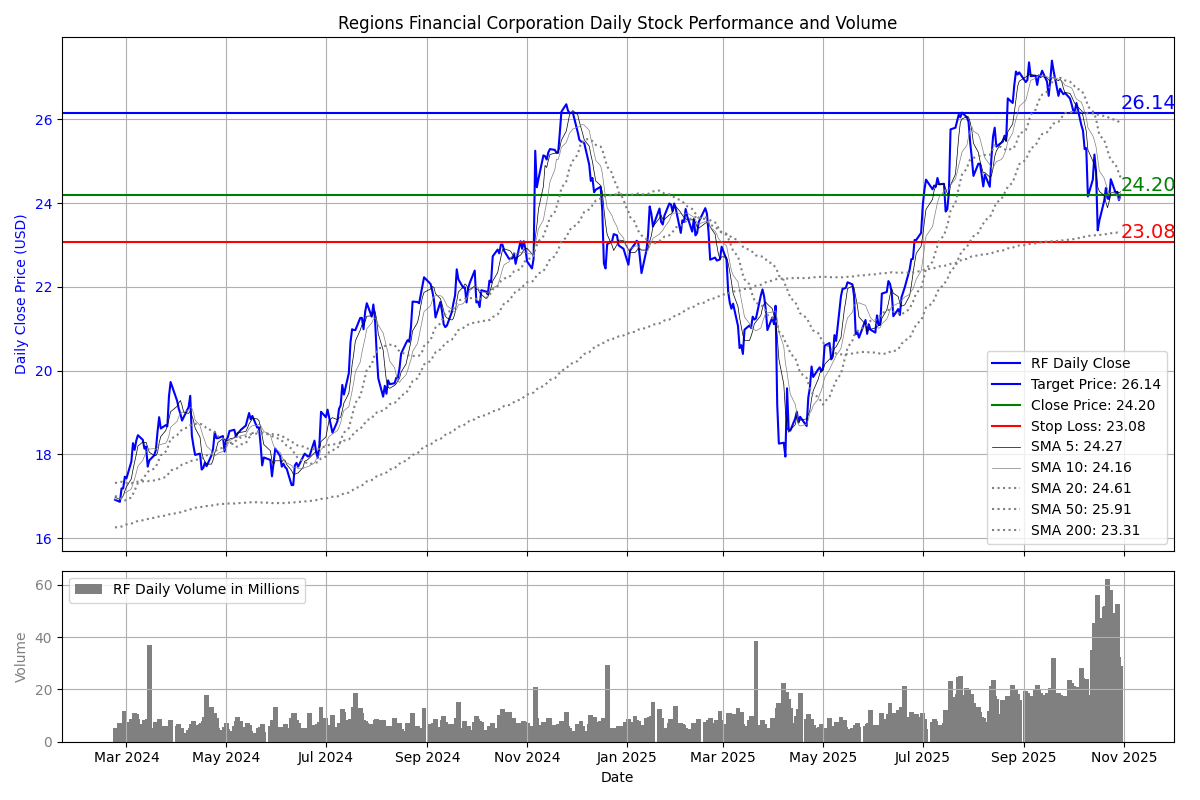 Regions Financial Corporation Daily Stock Performance and Volume
Daily Close Price (USD)
26
24
22
20
18
16
26.14
24.20
23.08
RF Daily Close
Target Price: 26.14
Close Price: 24.20
Stop Loss: 23.08
SMA 5: 24.27
SMA 10: 24.16
SMA 20: 24.61
SMA 50: 25.91
SMA 200: 23.31
Volume
60
40
20
0
RF Daily Volume in Millions
Mar 2024 May 2024 Jul 2024 Sep 2024 Nov 2024 Jan 2025 Mar 2025 May 2025 Jul 2025 Sep 2025 Nov 2025
Date